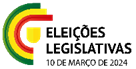 ELEIÇÕES
LEGISLATIVAS
10 DE MARÇO DE 2024